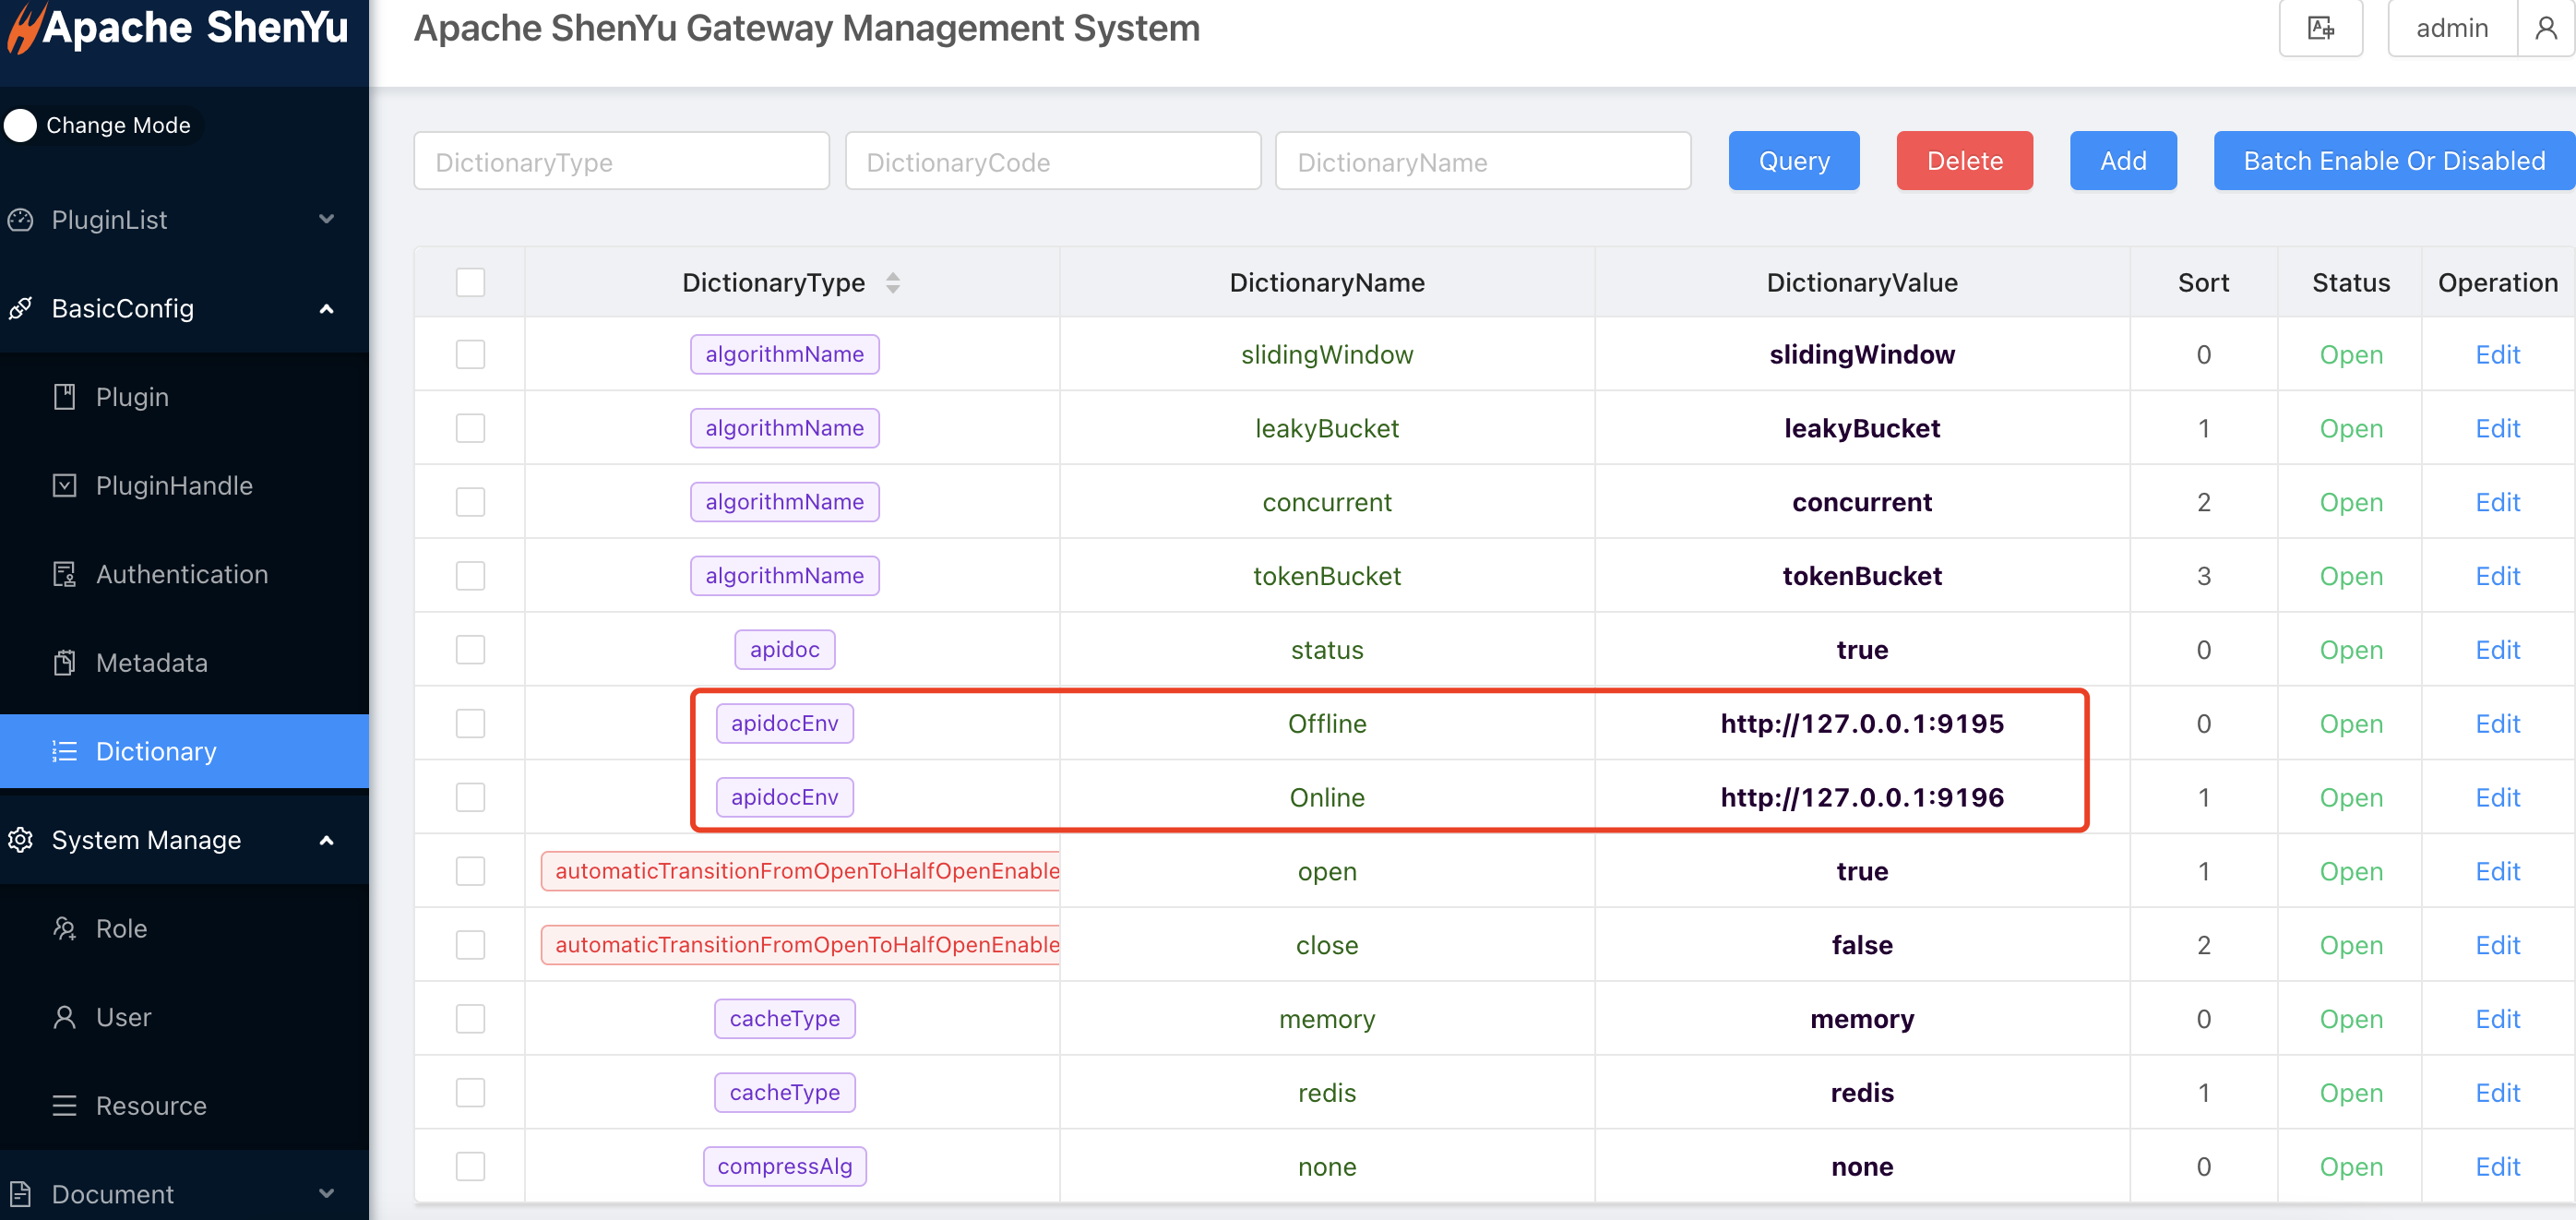 Apache ShenYu
Apache ShenYu Gateway Management System
admin
Change Mode
PluginList
BasicConfig
Plugin
PluginHandle
Authentication
Metadata
Dictionary
System Manage
Role
User
Resource
Document
DictionaryType DictionaryCode DictionaryName Query Delete Add Batch Enable Or Disabled
DictionaryType DictionaryName DictionaryValue Sort Status Operation
algorithmName slidingWindow slidingWindow 0 Open Edit
algorithmName leakyBucket leakyBucket 1 Open Edit
algorithmName concurrent concurrent 2 Open Edit
algorithmName tokenBucket tokenBucket 3 Open Edit
apidoc status true 0 Open Edit
apidocEnv Offline http://127.0.0.1:9195 0 Open Edit
apidocEnv Online http://127.0.0.1:9196 1 Open Edit
automaticTransitionFromOpenToHalfOpenEnable open true 1 Open Edit
automaticTransitionFromOpenToHalfOpenEnable close false 2 Open Edit
cacheType memory memory 0 Open Edit
cacheType redis redis 1 Open Edit
compressAlg none none 0 Open Edit